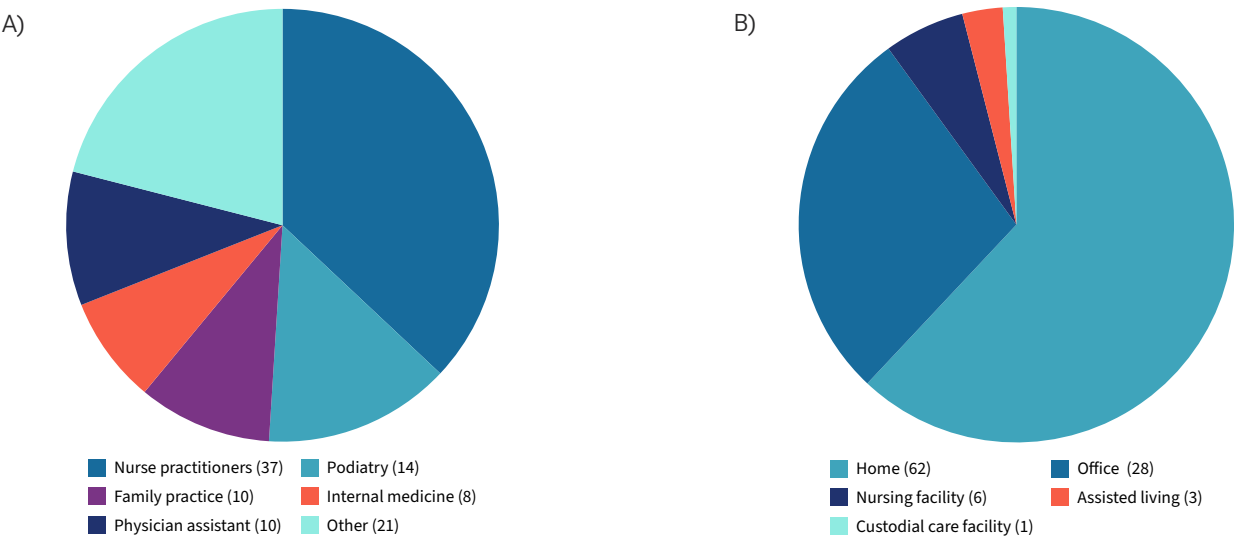 A)
B)
Nurse practitioners (37) Podiatry (14)
Family practice (10) Internal medicine (8)
Physician assistant (10) Other (21)
Home (62) Office (28)
Nursing facility (6) Assisted living (3)
Custodial care facility (1)